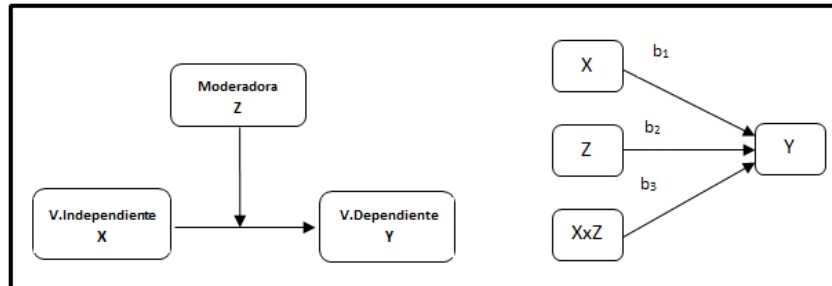 Moderadora
Z
V.Independiente
X
V.Dependiente
Y
X
b₁
Z
b₂
Y
b₃
XxZ